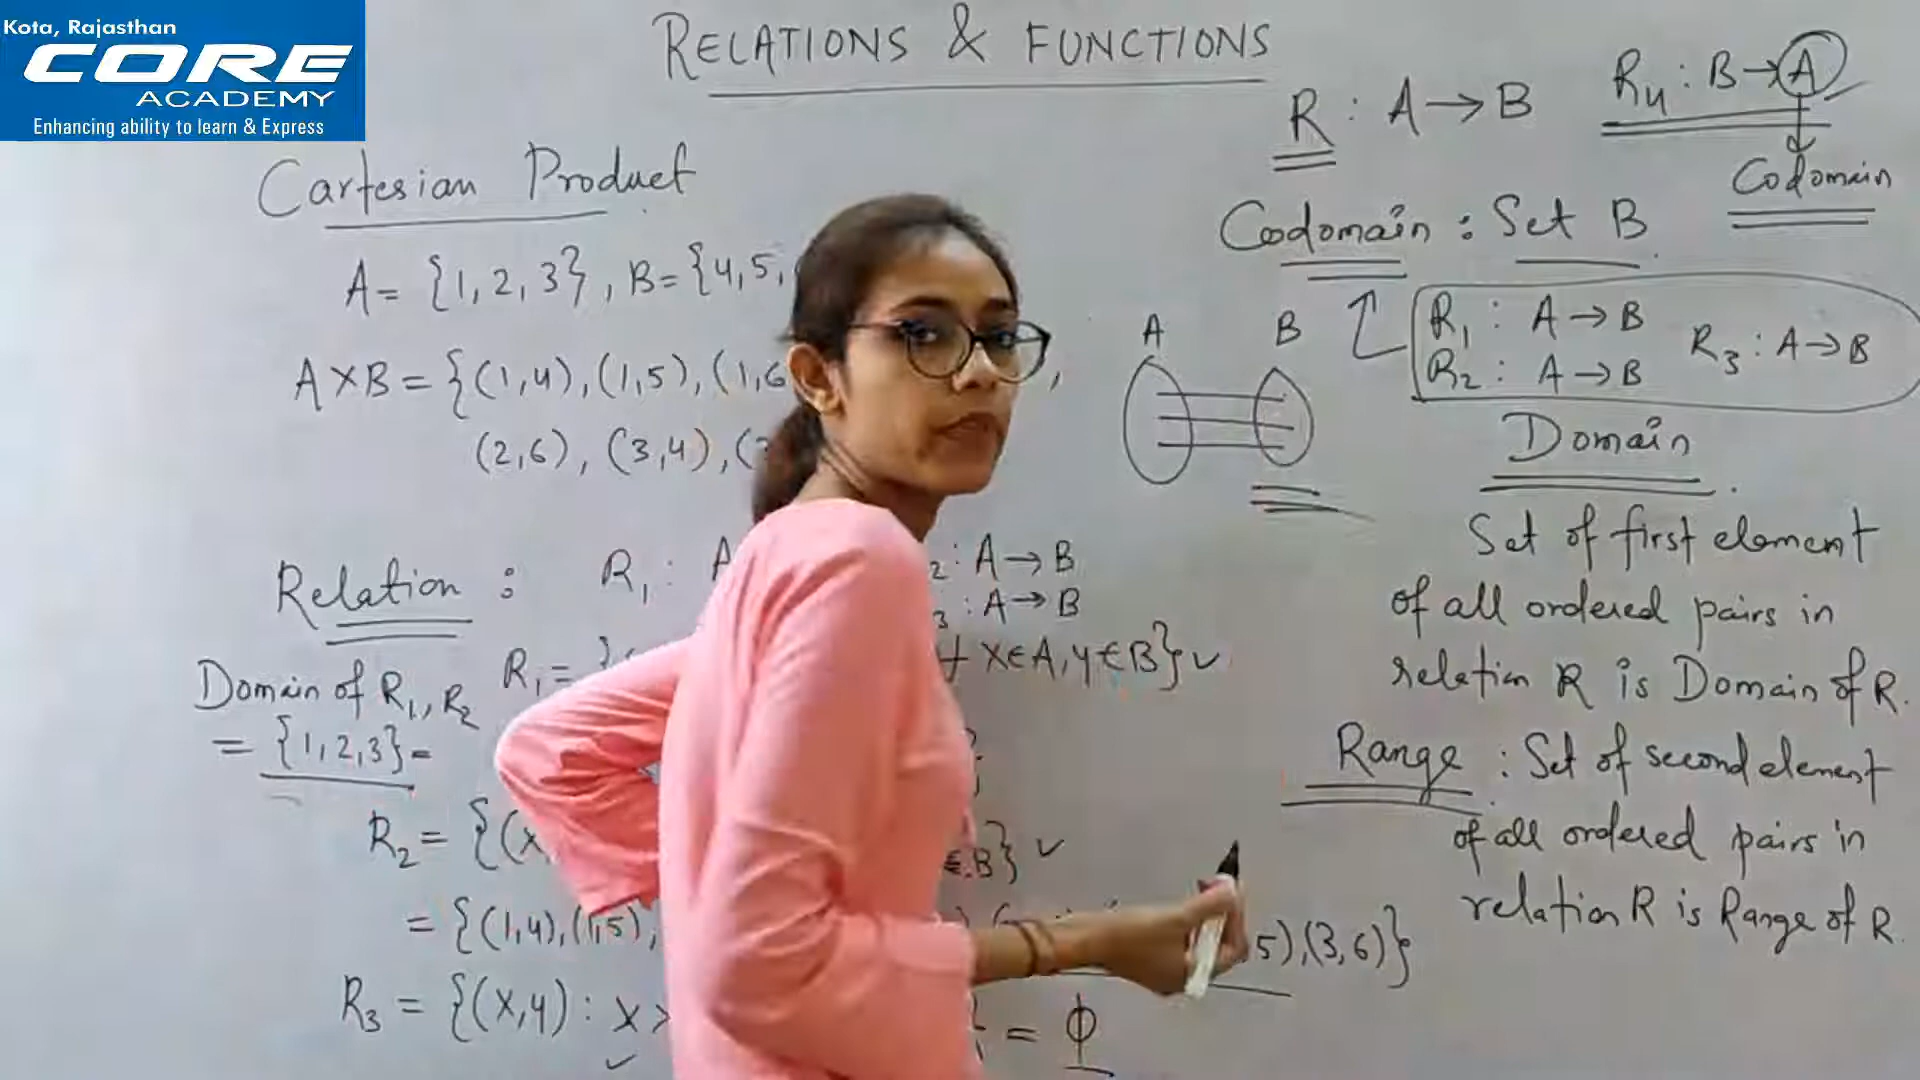 Kota, Rajasthan
CORE
ACADEMY
Enhancing ability to learn & Express
RELATIONS & FUNCTIONS
Cartesian Product
A = {1, 2, 3}, B = {4, 5,
A X B = {(1,4), (1,5), (1,6
(2,6), (3,4), (
Relation : R₁ : A
₂ : A → B
₃ : A → B
R₁ = {
x ∈ A, y ∈ B} ✓
Domain of R₁, R₂
= {1,2,3} =
R₂ = {(x
∈ B} ✓
= {(1,4), (1,5),
5), (3,6)}
R₃ = {(x,y) : x >
} = Φ
R : A → B
R₄ : B → A
Codomain
Codomain : Set B
A B
R₁ : A → B
R₂ : A → B
R₃ : A → B
Domain
Set of first element
of all ordered pairs in
relation R is Domain of R.
Range : Set of second element
of all ordered pairs in
relation R is Range of R.